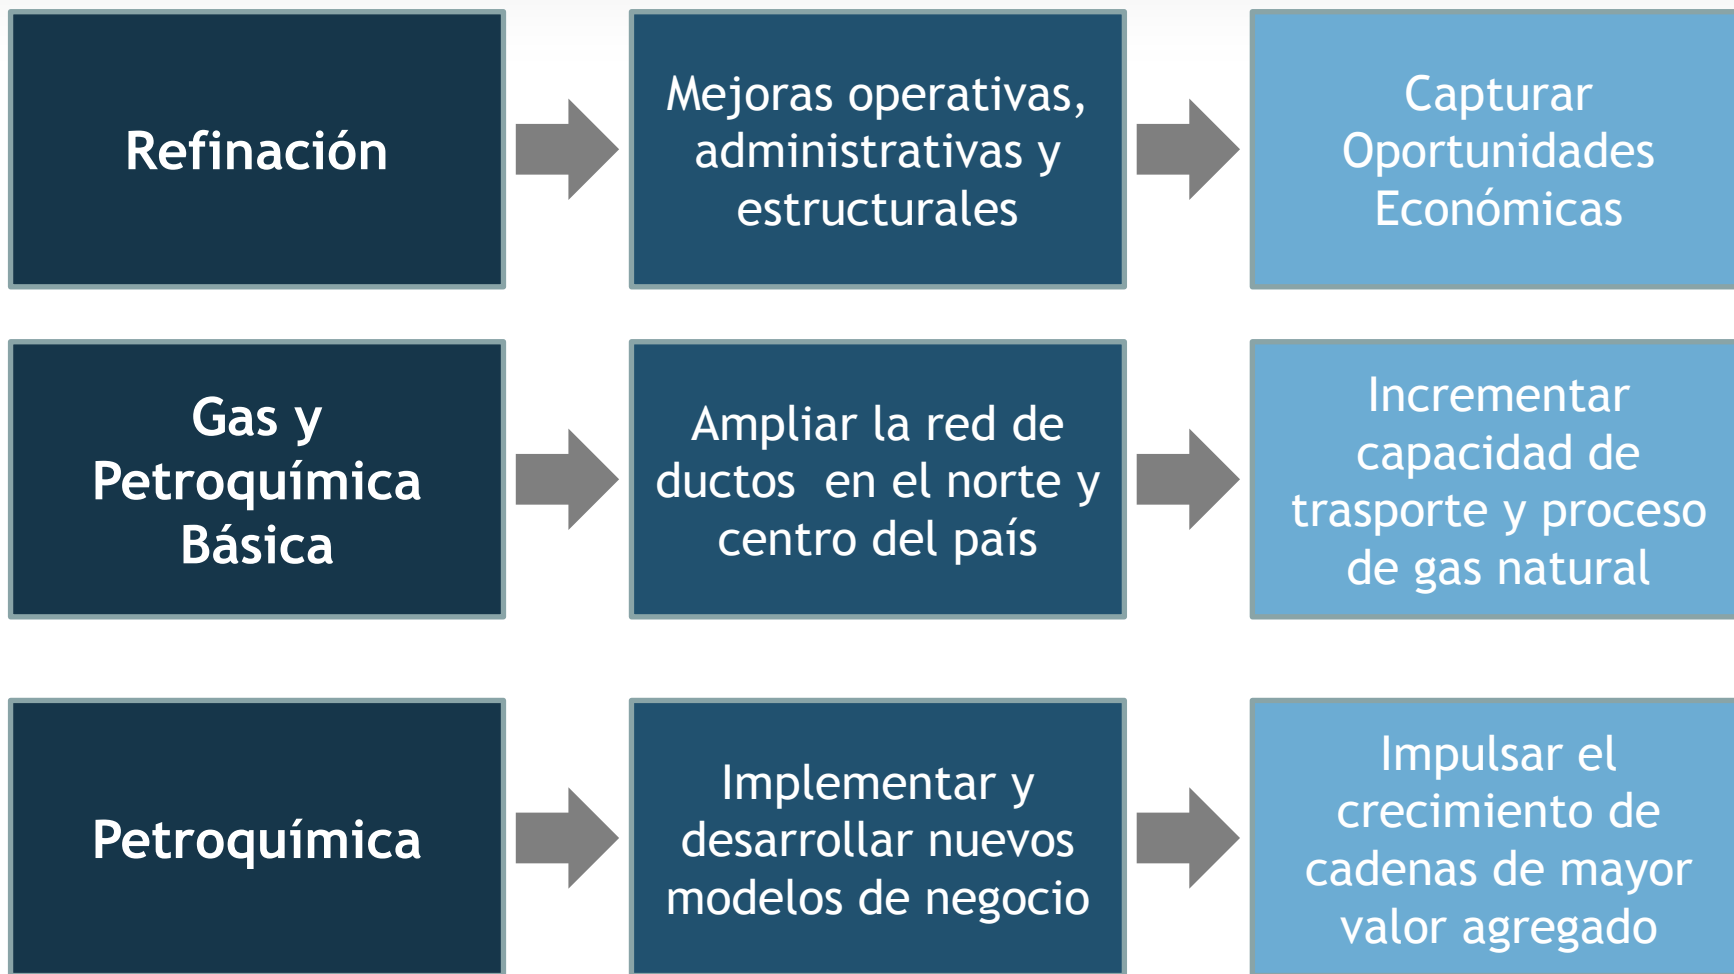 Refinación
Mejoras operativas,
administrativas y
estructurales
Capturar
Oportunidades
Económicas
Gas y
Petroquímica
Básica
Ampliar la red de
ductos  en el norte y
centro del país
Incrementar
capacidad de
trasporte y proceso
de gas natural
Petroquímica
Implementar y
desarrollar nuevos
modelos de negocio
Impulsar el
crecimiento de
cadenas de mayor
valor agregado